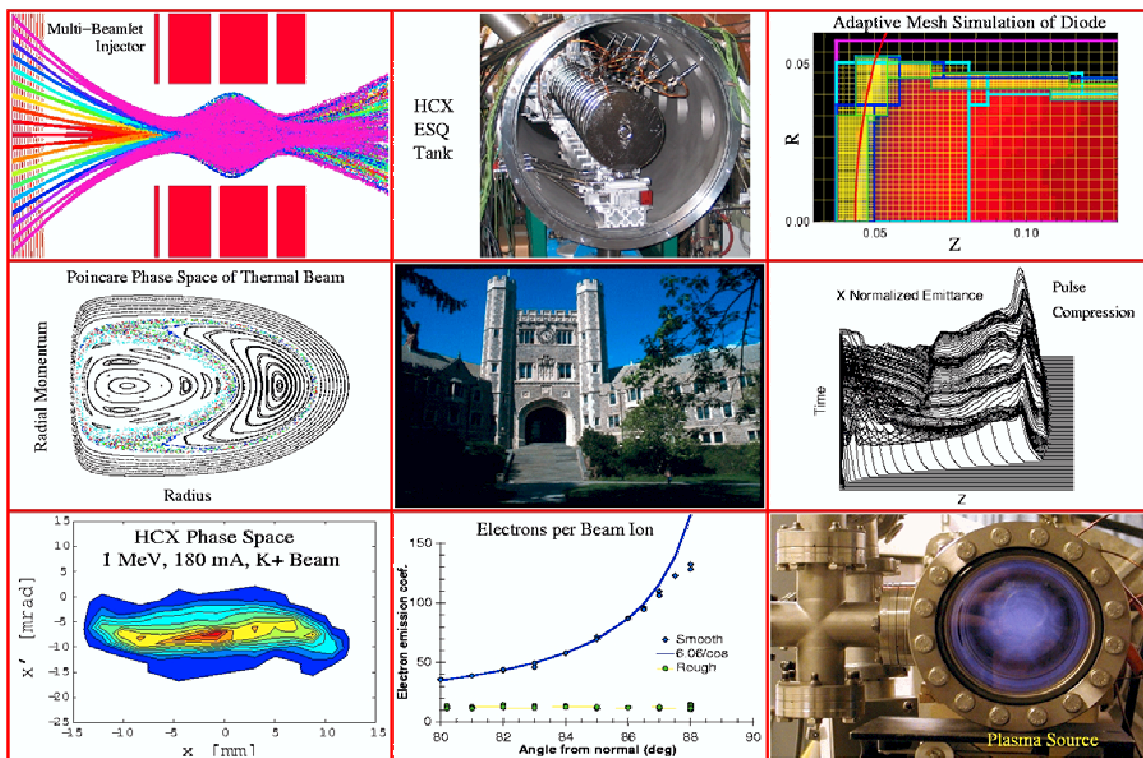 Multi-Beamlet
Injector
HCX
ESQ
Tank
Adaptive Mesh Simulation of Diode
R
0.05
0.00
0.05
0.10
Z
Poincare Phase Space of Thermal Beam
Radial Momentum
Radius
X Normalized Emittance
Pulse
Compression
Time
Z
HCX Phase Space
1 MeV, 180 mA, K+ Beam
x' [mrad]
15
10
5
0
-5
-10
-15
-20
-25
-15
-10
-5
0
5
10
15
x [mm]
Electrons per Beam Ion
Electron emission coef.
150
100
50
0
Smooth
6.06/cos
Rough
80
82
84
86
88
90
Angle from normal (deg)
Plasma Source